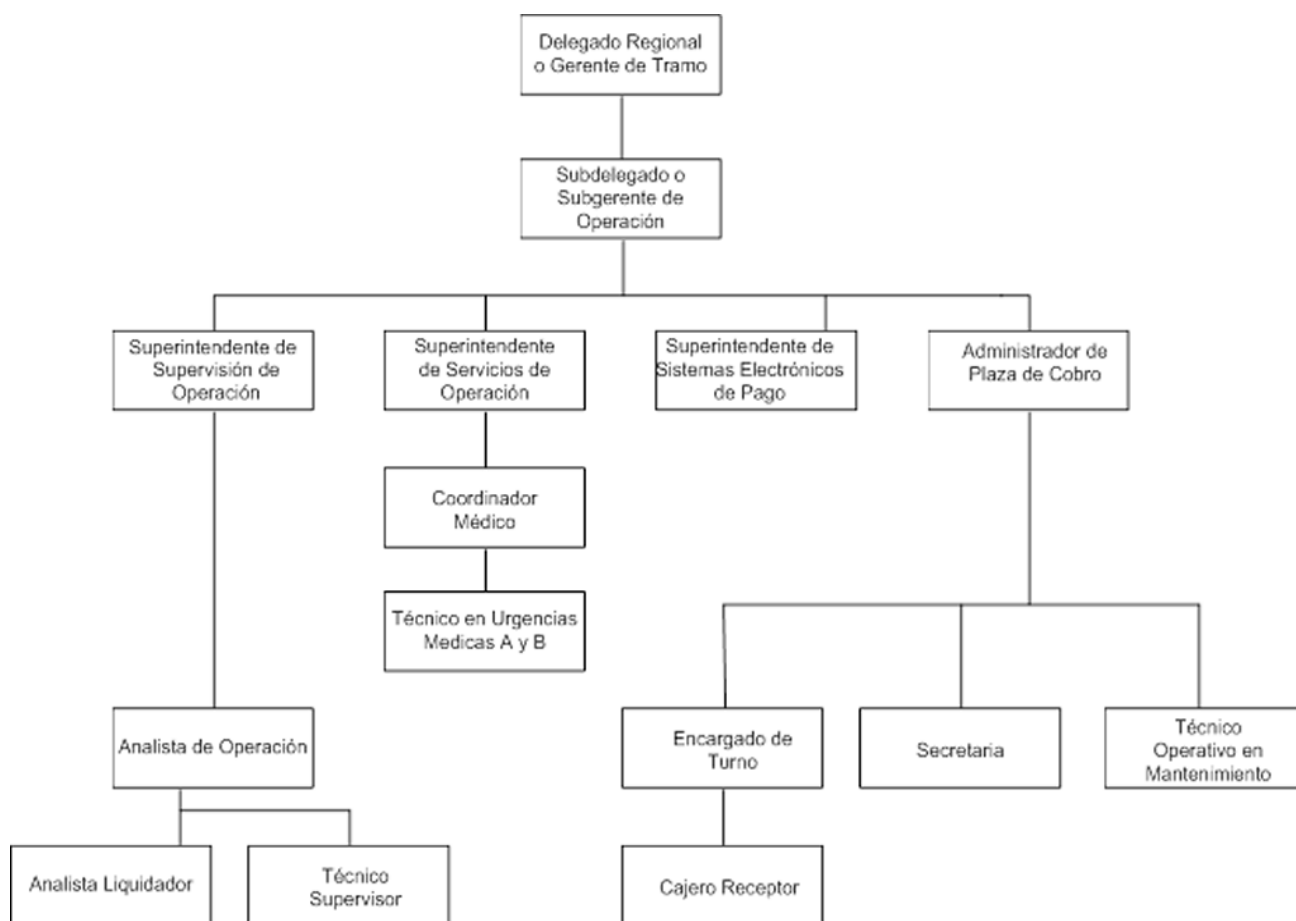 Delegado Regional
o Gerente de Tramo
Subdelegado o
Subgerente de
Operación
Superintendente de
Supervisión de
Operación
Superintendente
de Servicios de
Operación
Superintendente de
Sistemas Electrónicos
de Pago
Administrador de
Plaza de Cobro
Coordinador
Médico
Técnico en Urgencias
Medicas A y B
Analista de Operación
Encargado de
Turno
Secretaria
Técnico
Operativo en
Mantenimiento
Analista Liquidador
Técnico
Supervisor
Cajero Receptor